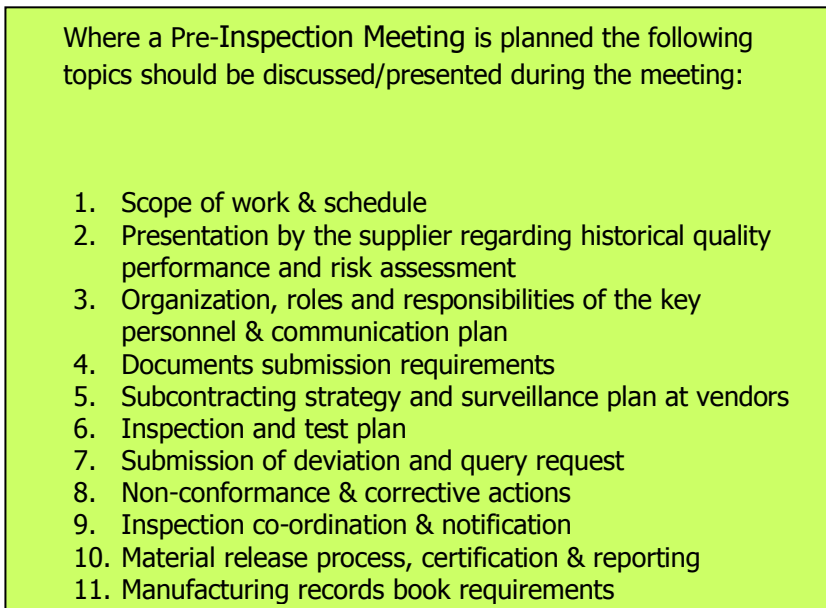 Where a Pre-Inspection Meeting is planned the following
topics should be discussed/presented during the meeting:
1. Scope of work & schedule
2. Presentation by the supplier regarding historical quality
performance and risk assessment
3. Organization, roles and responsibilities of the key
personnel & communication plan
4. Documents submission requirements
5. Subcontracting strategy and surveillance plan at vendors
6. Inspection and test plan
7. Submission of deviation and query request
8. Non-conformance & corrective actions
9. Inspection co-ordination & notification
10. Material release process, certification & reporting
11. Manufacturing records book requirements